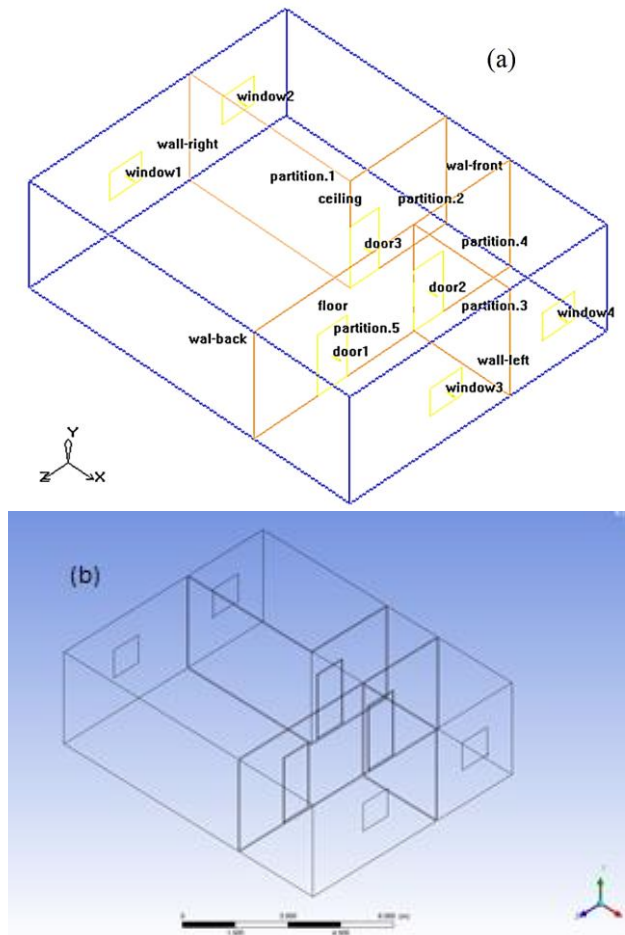 (a)
window2
wall-right
wal-front
window1
partition.1
ceiling
partition.2
door3
partition.4
door2
floor
partition.3
window4
wal-back
partition.5
door1
wall-left
window3
Y
Z
X
(b)
0